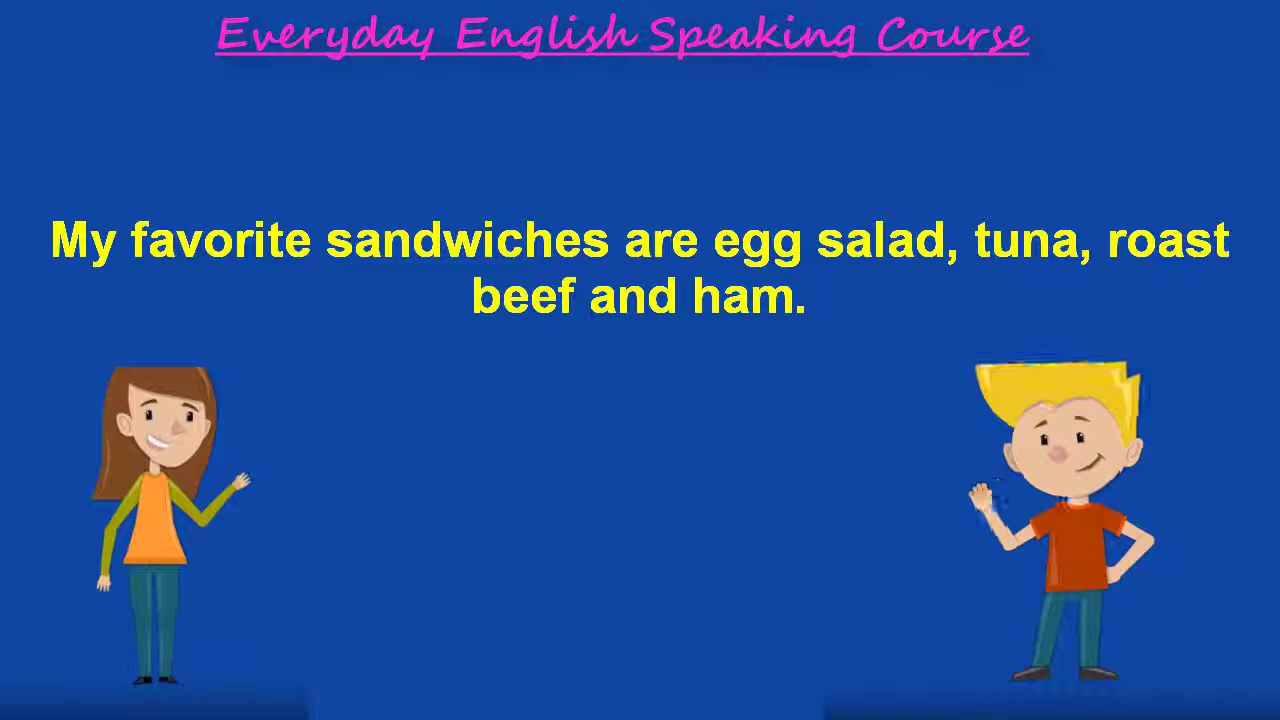 Everyday English Speaking Course
My favorite sandwiches are egg salad, tuna, roast
beef and ham.